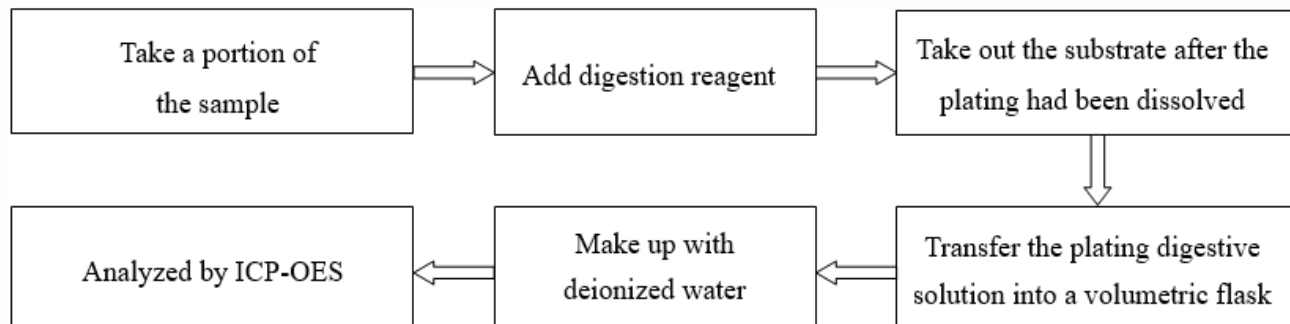 Take a portion of
the sample
Add digestion reagent
Take out the substrate after the
plating had been dissolved
Transfer the plating digestive
solution into a volumetric flask
Make up with
deionized water
Analyzed by ICP-OES